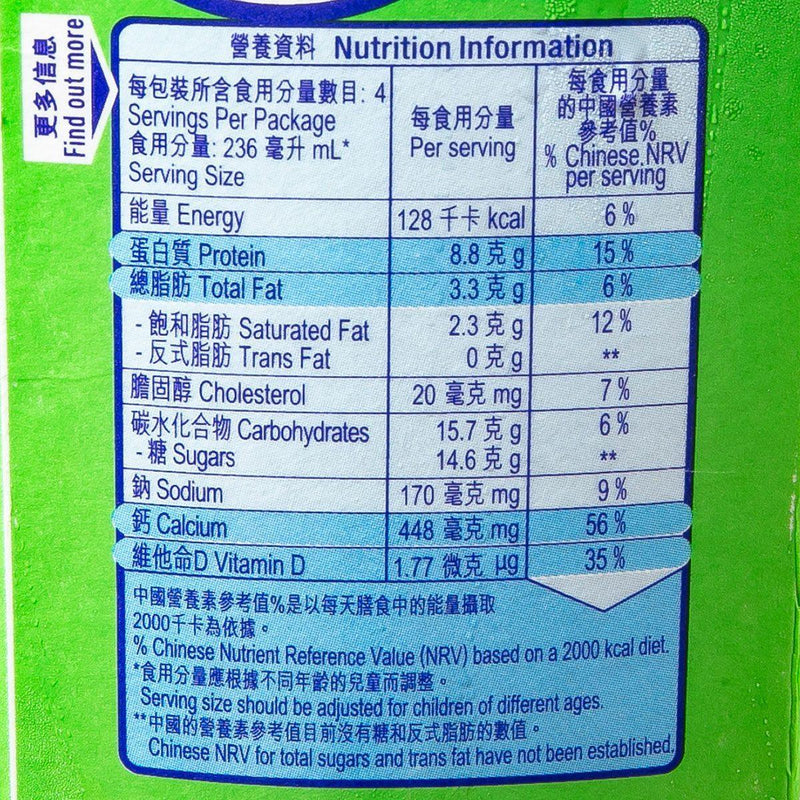 更多信息
Find out more
營養資料 Nutrition Information
每包裝所含食用分量數目: 4
Servings Per Package
食用分量: 236 毫升 mL*
Serving Size
每食用分量
Per serving
每食用分量
的中國營養素
參考值%
% Chinese.NRV
per serving
能量 Energy 128 千卡 kcal 6 %
蛋白質 Protein 8.8 克 g 15 %
總脂肪 Total Fat 3.3 克 g 6 %
- 飽和脂肪 Saturated Fat 2.3 克 g 12 %
- 反式脂肪 Trans Fat 0 克 g **
膽固醇 Cholesterol 20 毫克 mg 7 %
碳水化合物 Carbohydrates 15.7 克 g 6 %
- 糖 Sugars 14.6 克 g **
鈉 Sodium 170 毫克 mg 9 %
鈣 Calcium 448 毫克 mg 56 %
維他命D Vitamin D 1.77 微克 µg 35 %
中國營養素參考值%是以每天膳食中的能量攝取
2000千卡為依據。
% Chinese Nutrient Reference Value (NRV) based on a 2000 kcal diet.
*食用分量應根據不同年齡的兒童而調整。
Serving size should be adjusted for children of different ages.
**中國的營養素參考值目前沒有糖和反式脂肪的數值。
Chinese NRV for total sugars and trans fat have not been established.